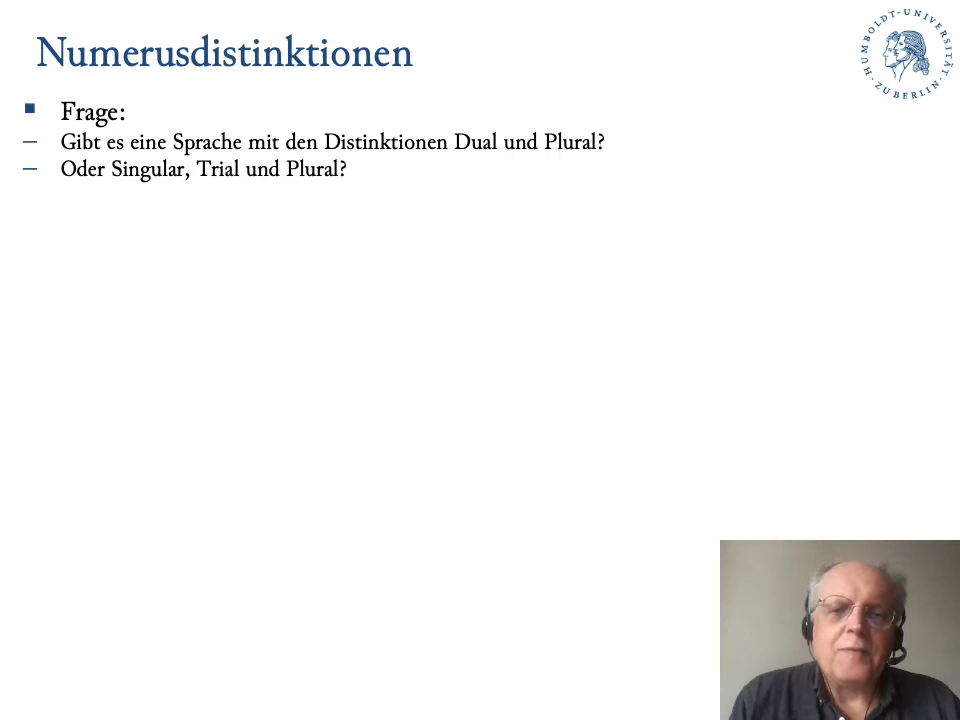 Numerusdistinktionen
HUMBOLDT-UNIVERSITÄT
· ZU BERLIN ·
Frage:
Gibt es eine Sprache mit den Distinktionen Dual und Plural?
Oder Singular, Trial und Plural?